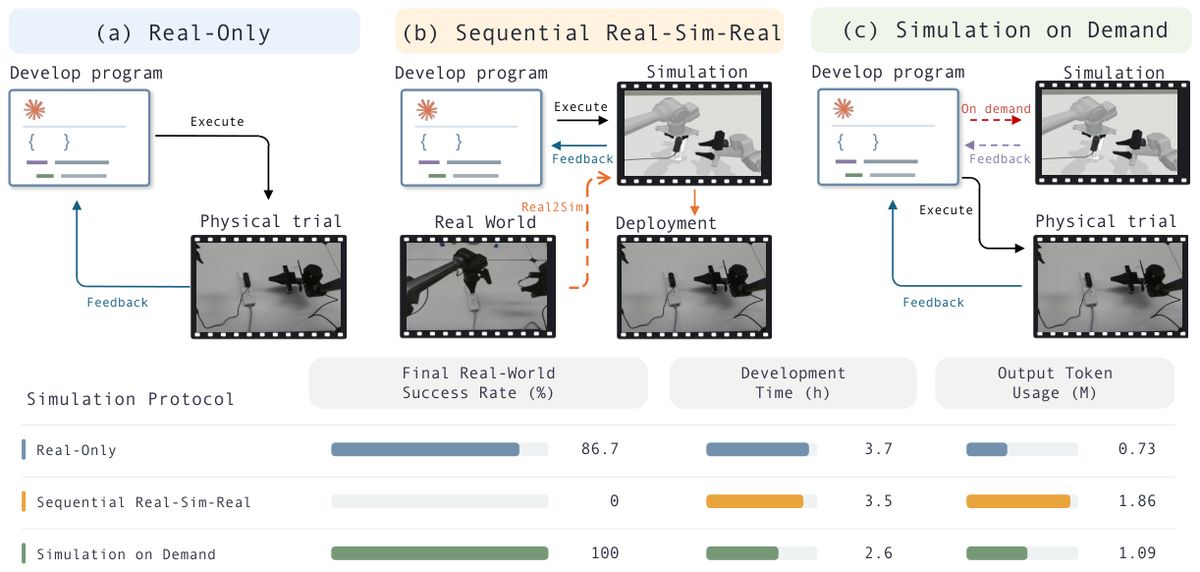 (a) Real-Only
(b) Sequential Real-Sim-Real
(c) Simulation on Demand
Develop program
{ }
Execute
Physical trial
Feedback
Develop program
{ }
Execute
Feedback
Simulation
Real2Sim
Real World
Deployment
Develop program
{ }
On demand
Feedback
Simulation
Execute
Physical trial
Feedback
Simulation Protocol
Final Real-World
Success Rate (%)
Development
Time (h)
Output Token
Usage (M)
Real-Only 86.7 3.7 0.73
Sequential Real-Sim-Real 0 3.5 1.86
Simulation on Demand 100 2.6 1.09